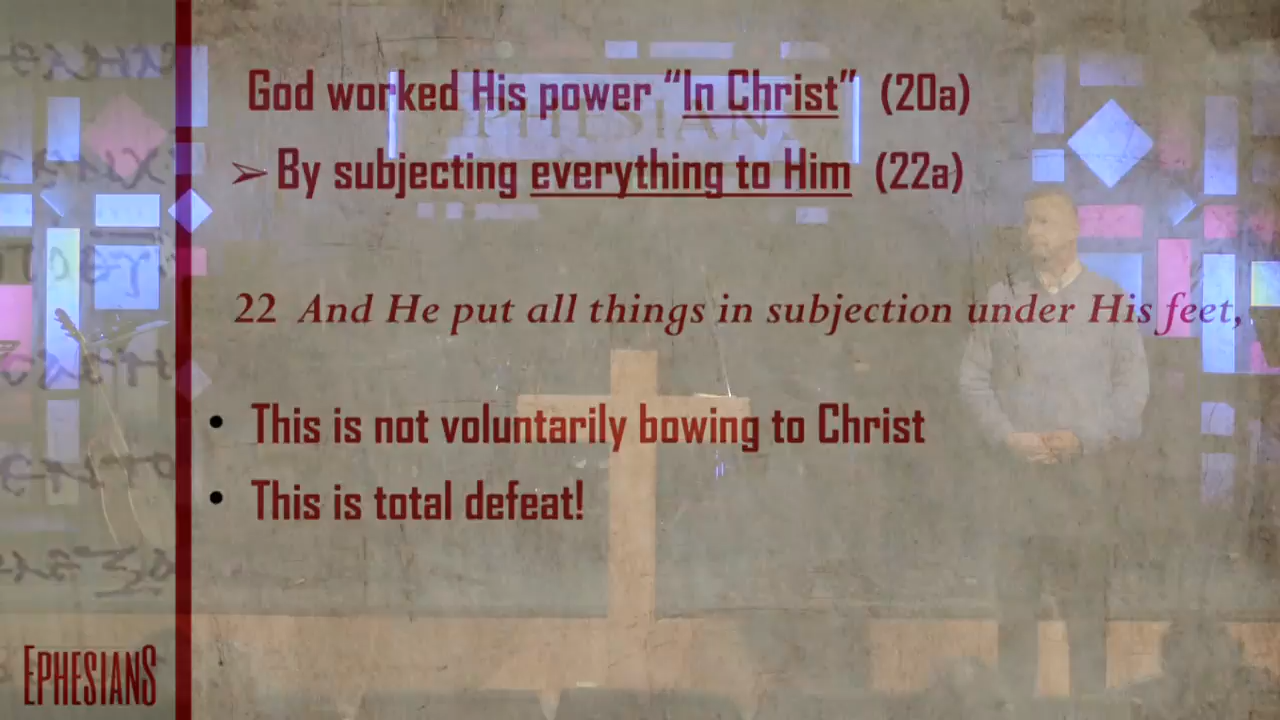 God worked His power “In Christ” (20a)
➢ By subjecting everything to Him (22a)
22 And He put all things in subjection under His feet,
• This is not voluntarily bowing to Christ
• This is total defeat!
EPHESIANS
EPHESIANS